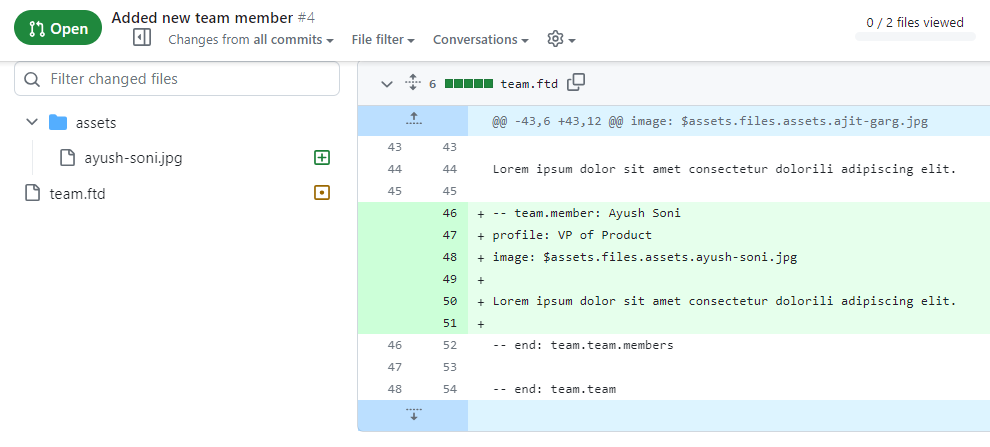 Open
Added new team member #4
Changes from all commits
File filter
Conversations
0 / 2 files viewed
Filter changed files
assets
ayush-soni.jpg
team.ftd
6 team.ftd
@@ -43,6 +43,12 @@ image: $assets.files.assets.ajit-garg.jpg
43 43
44 44 Lorem ipsum dolor sit amet consectetur dolorili adipiscing elit.
45 45
46 + -- team.member: Ayush Soni
47 + profile: VP of Product
48 + image: $assets.files.assets.ayush-soni.jpg
49 +
50 + Lorem ipsum dolor sit amet consectetur dolorili adipiscing elit.
51 +
46 52 -- end: team.team.members
47 53
48 54 -- end: team.team